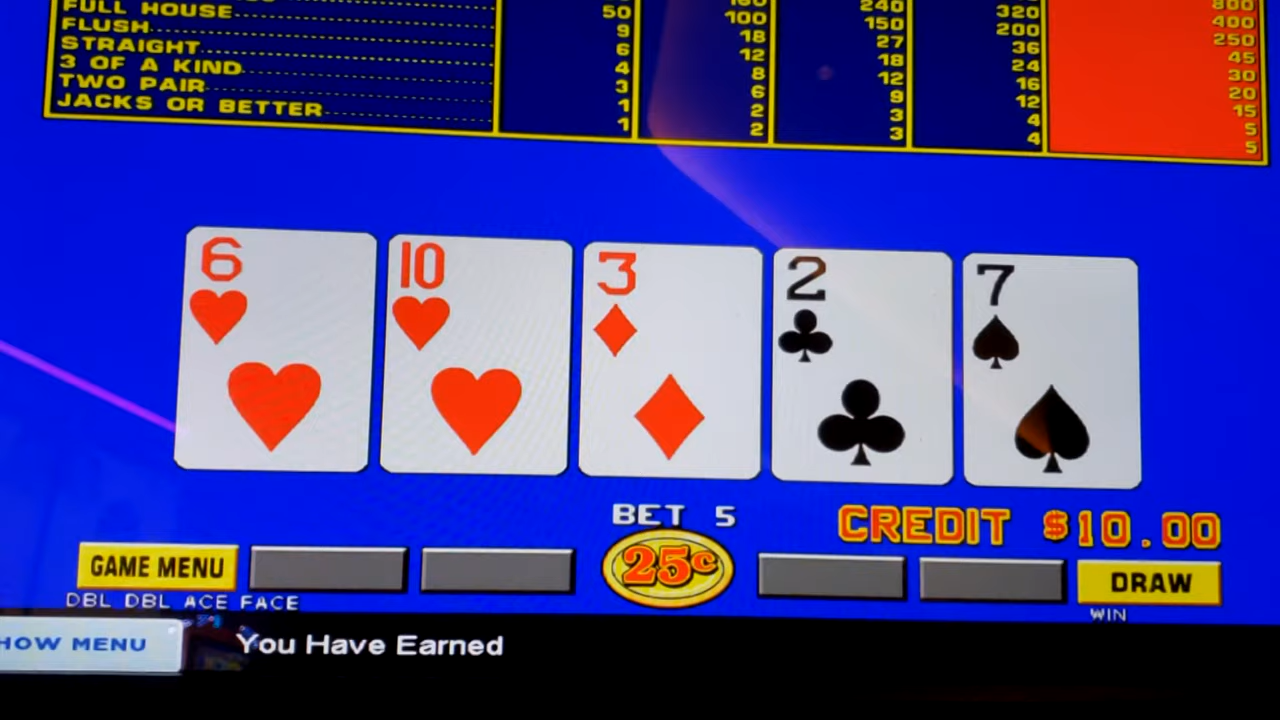 800
FULL HOUSE 50 100 240 320 400
FLUSH 9 18 150 200 250
STRAIGHT 6 12 27 36 45
3 OF A KIND 4 8 18 24 30
TWO PAIR 3 6 12 16 20
JACKS OR BETTER 1 2 9 12 15
1 2 3 4 5
3 4 5
6 10 3 2 7
BET 5
CREDIT $10.00
GAME MENU 25¢ DRAW
DBL DBL ACE FACE WIN
HOW MENU You Have Earned